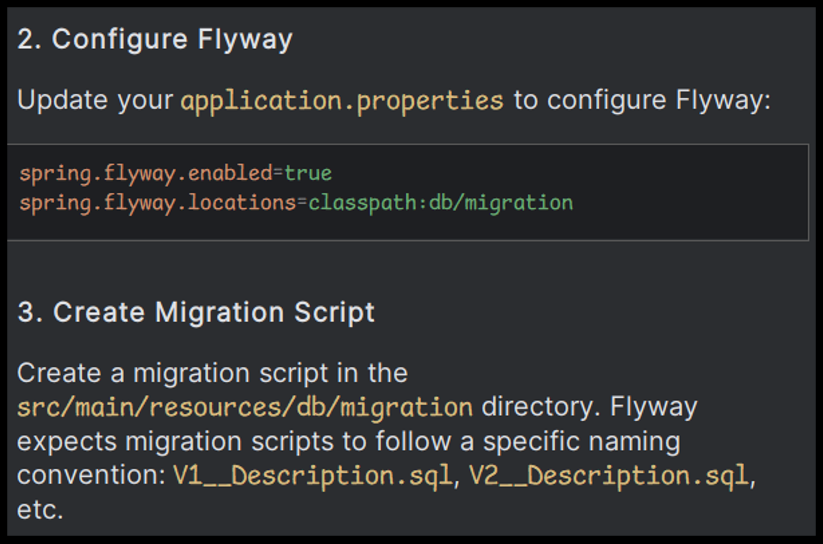 2. Configure Flyway
Update your application.properties to configure Flyway:
spring.flyway.enabled=true
spring.flyway.locations=classpath:db/migration
3. Create Migration Script
Create a migration script in the
src/main/resources/db/migration directory. Flyway
expects migration scripts to follow a specific naming
convention: V1__Description.sql, V2__Description.sql,
etc.